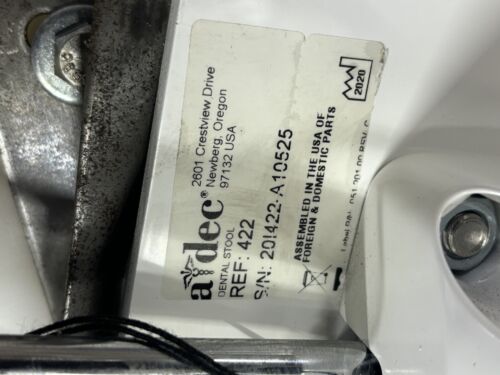 a dec®
2601 Crestview Drive
Newberg, Oregon
97132 USA
DENTAL STOOL
REF: 422
S/N: 201422-A10525
ASSEMBLED IN THE USA OF
FOREIGN & DOMESTIC PARTS
2020
Label P/N